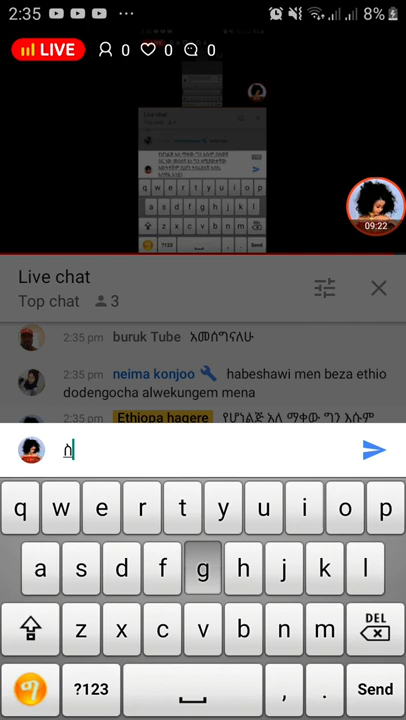 2:35
8%
LIVE 0 0 0
Live chat
09:22
Live chat
Top chat 3
2:35 pm buruk Tube አመሰግናለሁ
2:35 pm neima konjoo habeshawi men beza ethio
dodengocha alwekungem mena
2:35 pm Ethiopa hagere የሆነልጅ አለ ማቀው ግን እሱም
ስ
q w e r t y u i o p
a s d f g h j k l
z x c v b n m DEL
ግ ?123 , . Send